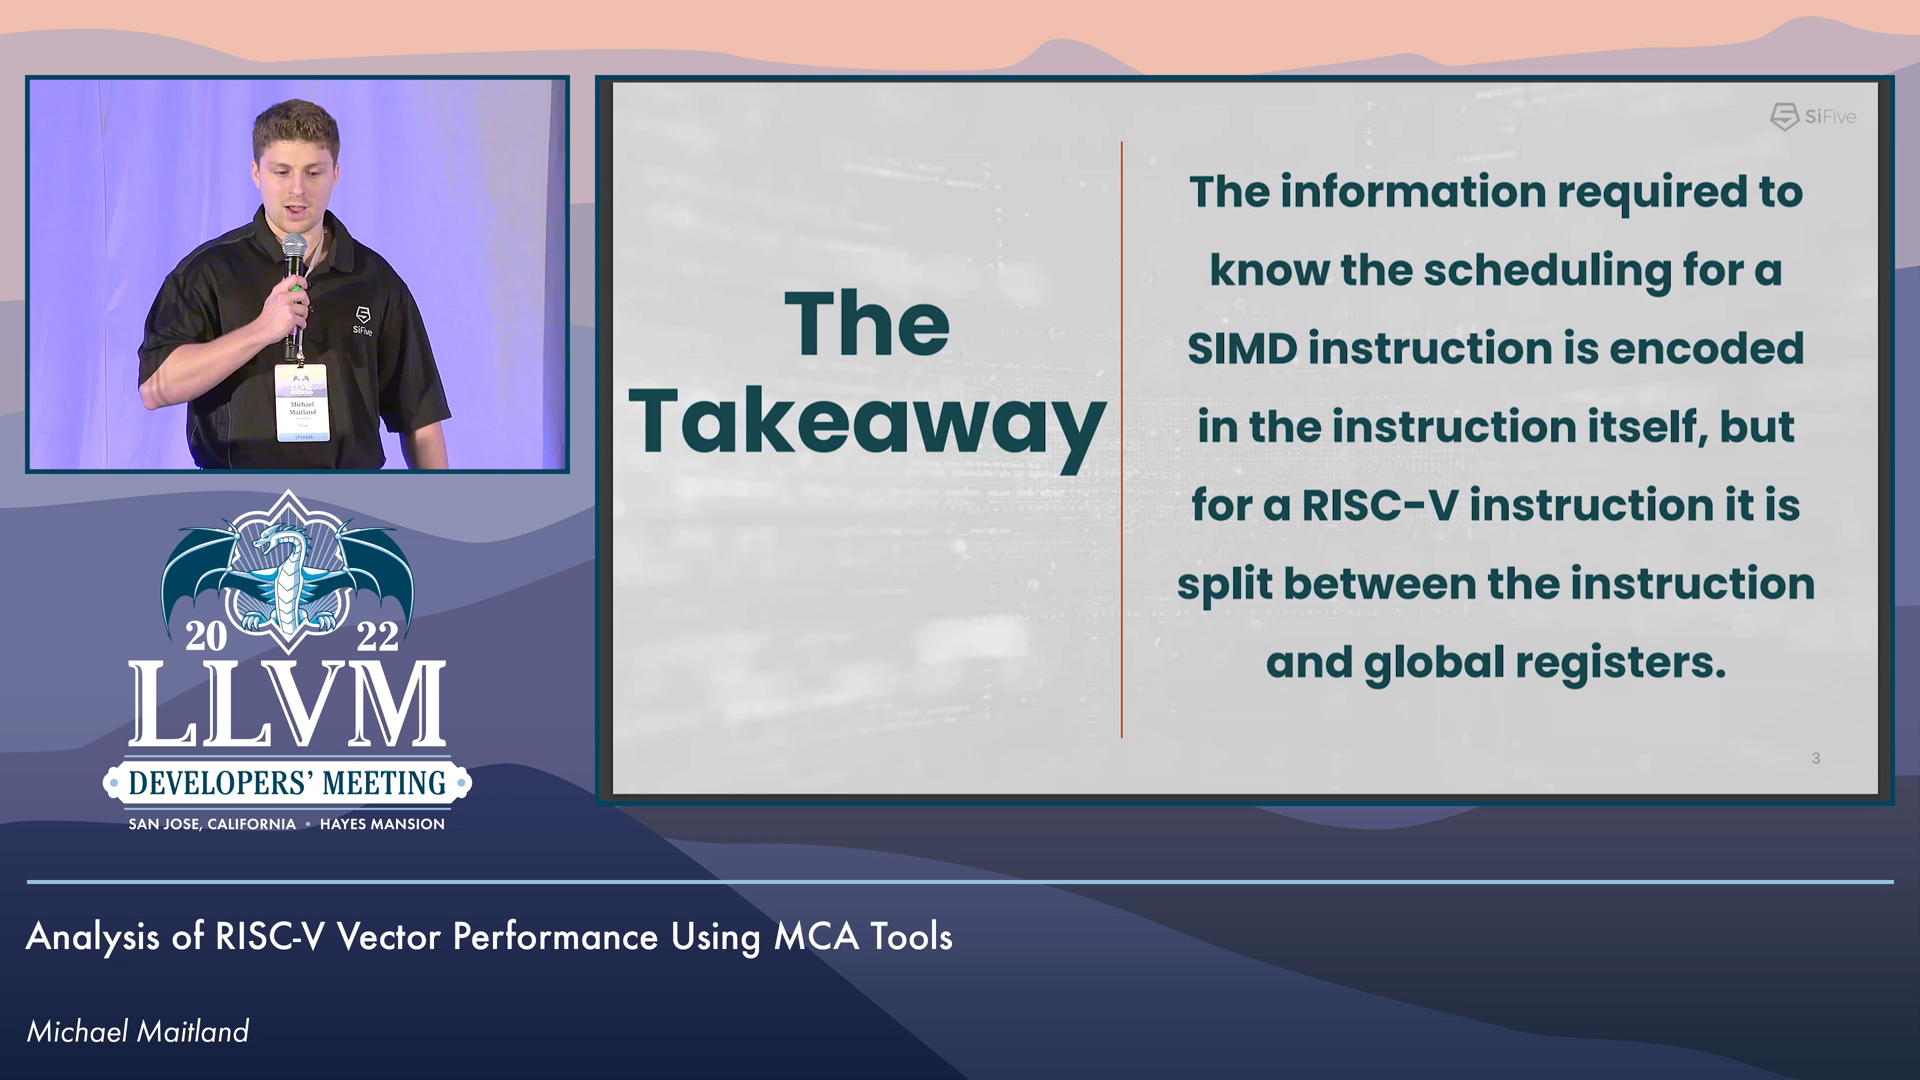 SiFive
The
Takeaway
The information required to
know the scheduling for a
SIMD instruction is encoded
in the instruction itself, but
for a RISC-V instruction it is
split between the instruction
and global registers.
3
SiFive
Michael
Maitland
SPEAKER
20 22
LLVM
DEVELOPERS' MEETING
SAN JOSE, CALIFORNIA • HAYES MANSION
Analysis of RISC-V Vector Performance Using MCA Tools
Michael Maitland